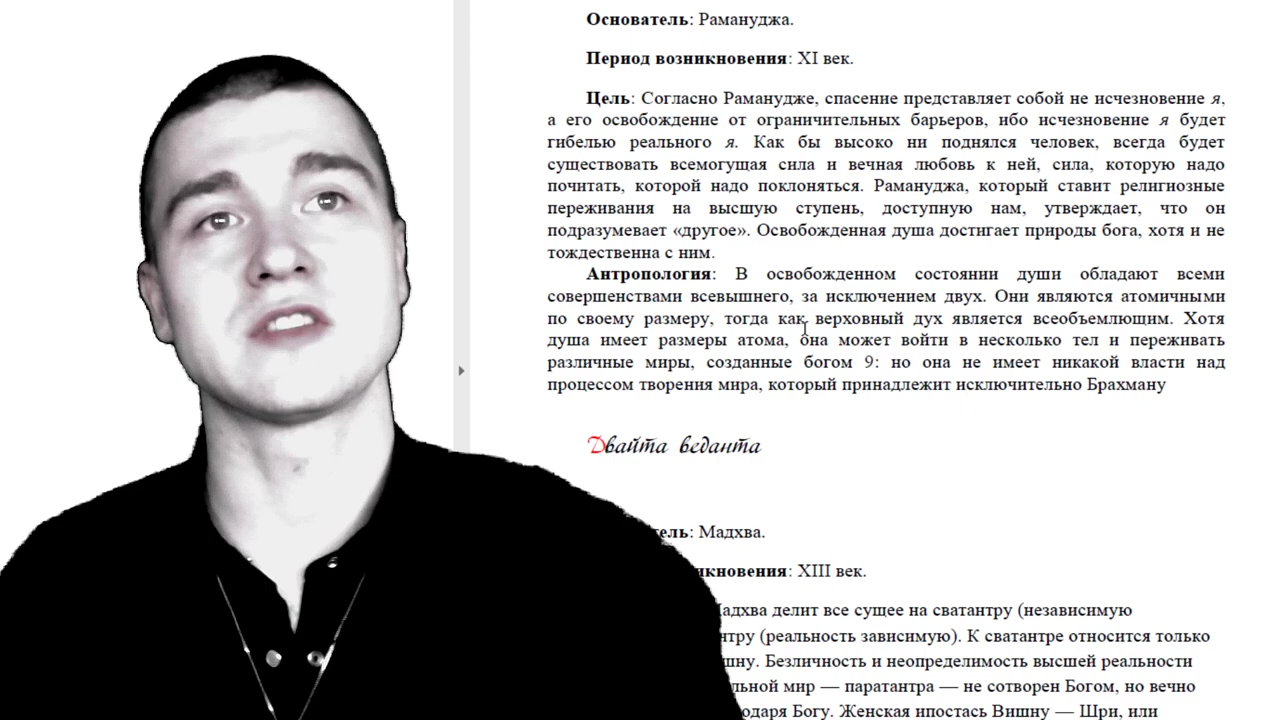 Основатель: Рамануджа.
Период возникновения: XI век.
Цель: Согласно Рамануdже, спасение представляет собой не исчезновение я,
а его освобождение от ограничительных барьеров, ибо исчезновение я будет
гибелью реального я. Как бы высоко ни поднялся человек, всегда будет
существовать всемогущая сила и вечная любовь к ней, сила, которую надо
почитать, которой надо поклоняться. Рамануджа, который ставит религиозные
переживания на высшую ступень, доступную нам, утверждает, что он
подразумевает «другое». Освобожденная душа достигает природы бога, хотя и не
тождественна с ним.
Антропология: В освобожденном состоянии души обладают всеми
совершенствами всевышнего, за исключением двух. Они являются атомичными
по своему размеру, тогда как верховный дух является всеобъемлющим. Хотя
душа имеет размеры атома, она может войти в несколько тел и переживать
различные миры, созданные богом 9: но она не имеет никакой власти над
процессом творения мира, который принадлежит исключительно Брахману
Двайта веданта
тель: Мадхва.
икновения: XIII век.
Мадхва делит все сущее на сватантру (независимую
нтру (реальность зависимую). К сватантре относится только
шну. Безличность и неопределимость высшей реальности
льной мир — паратантра — не сотворен Богом, но вечно
одаря Богу. Женская ипостась Вишну — Шри, или